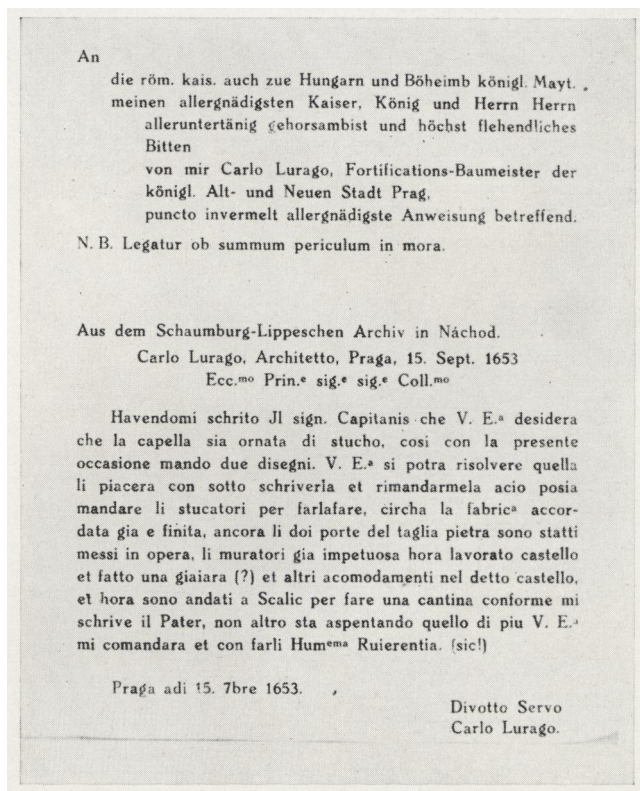 An
die röm. kais. auch zue Hungarn und Böheimb königl. Mayt.
meinen allergnädigsten Kaiser, König und Herrn Herrn
alleruntertänig gehorsambist und höchst flehendliches
Bitten
von mir Carlo Lurago, Fortifications-Baumeister der
königl. Alt- und Neuen Stadt Prag,
puncto invermelt allergnädigste Anweisung betreffend.
N. B. Legatur ob summum periculum in mora.
Aus dem Schaumburg-Lippeschen Archiv in Náchod.
Carlo Lurago, Architetto, Praga, 15. Sept. 1653
Ecc.ᵐᵒ Prin.ᵉ sig.ᵉ sig.ᵉ Coll.ᵐᵒ
Havendomi schrito Jl sign. Capitanis che V. E.ᵃ desidera
che la capella sia ornata di stucho, cosi con la presente
occasione mando due disegni. V. E.ᵃ si potra risolvere quella
li piacera con sotto schriverla et rimandarmela acio posia
mandare li stucatori per farlafare, circha la fabricᵃ accor-
data gia e finita, ancora li doi porte del taglia pietra sono statti
messi in opera, li muratori gia impetuosa hora lavorato castello
et fatto una giaiara (?) et altri acomodamenti nel detto castello,
et hora sono andati a Scalic per fare una cantina conforme mi
schrive il Pater, non altro sta aspentando quello di piu V. E.ᵃ
mi comandara et con farli Humᵉᵐᵃ Ruierentia. (sic!)
Praga adi 15. 7bre 1653.
Divotto Servo
Carlo Lurago.